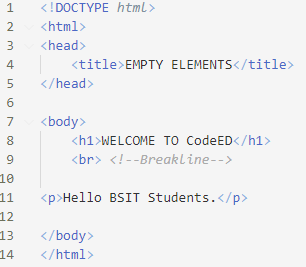 1 <!DOCTYPE html>
2 <html>
3 <head>
4     <title>EMPTY ELEMENTS</title>
5 </head>
6
7 <body>
8     <h1>WELCOME TO CodeED</h1>
9     <br> <!--Breakline-->
10
11 <p>Hello BSIT Students.</p>
12
13 </body>
14 </html>